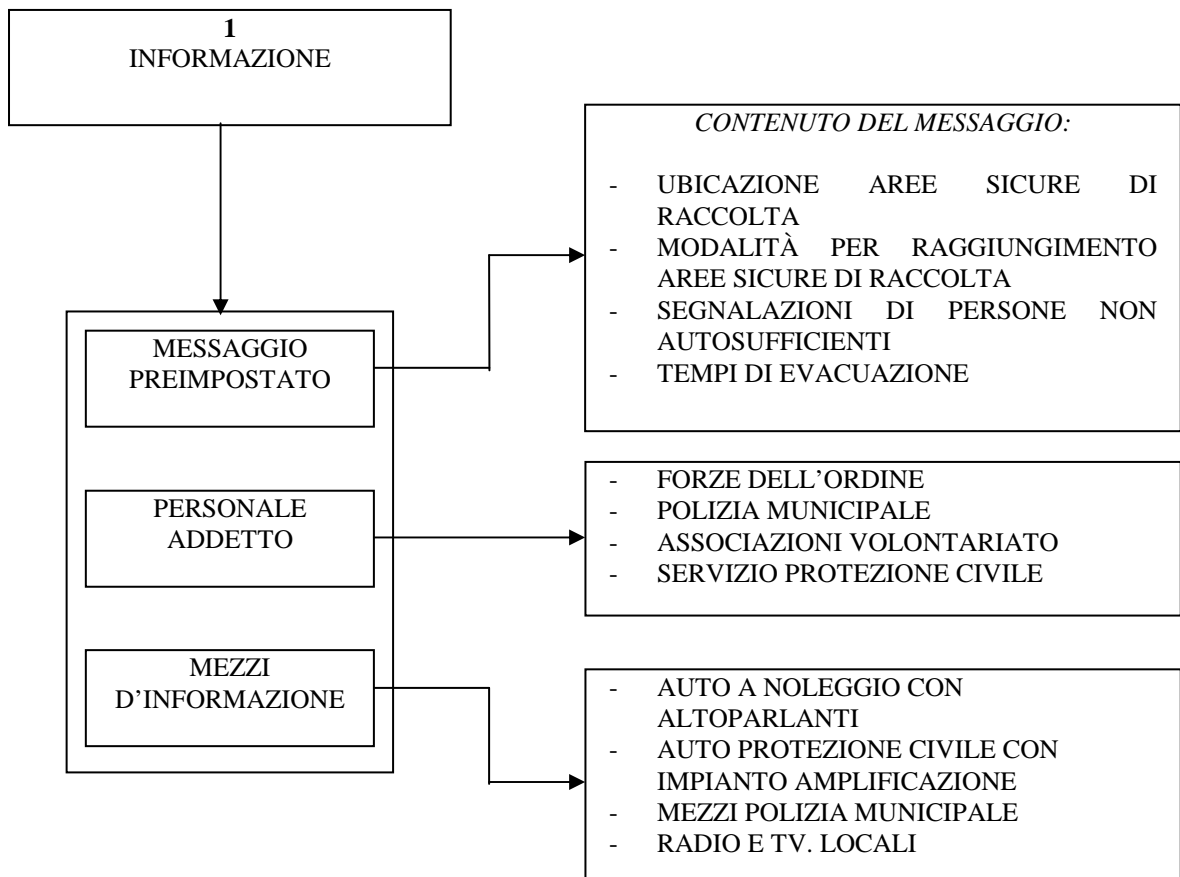 1
INFORMAZIONE
CONTENUTO DEL MESSAGGIO:
- UBICAZIONE AREE SICURE DI
RACCOLTA
- MODALITÀ PER RAGGIUNGIMENTO
AREE SICURE DI RACCOLTA
- SEGNALAZIONI DI PERSONE NON
AUTOSUFFICIENTI
- TEMPI DI EVACUAZIONE
MESSAGGIO
PREIMPOSTATO
PERSONALE
ADDETTO
- FORZE DELL’ORDINE
- POLIZIA MUNICIPALE
- ASSOCIAZIONI VOLONTARIATO
- SERVIZIO PROTEZIONE CIVILE
MEZZI
D’INFORMAZIONE
- AUTO A NOLEGGIO CON
ALTOPARLANTI
- AUTO PROTEZIONE CIVILE CON
IMPIANTO AMPLIFICAZIONE
- MEZZI POLIZIA MUNICIPALE
- RADIO E TV. LOCALI